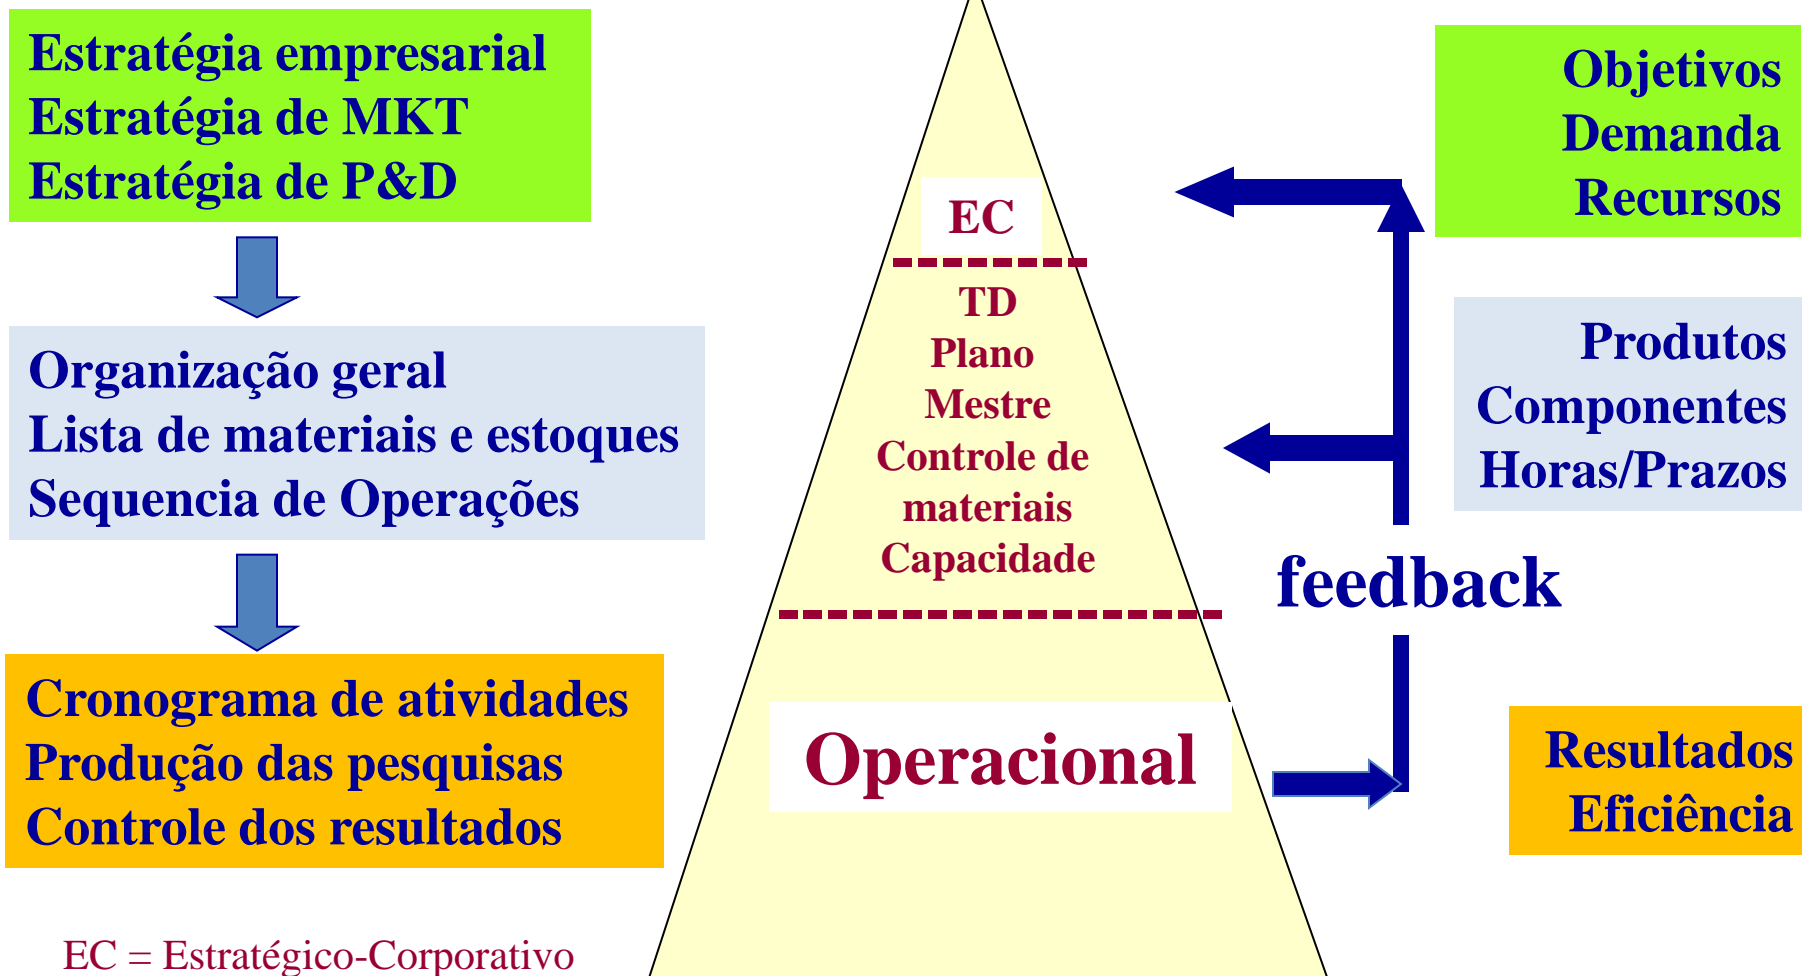 Estratégia empresarial
Estratégia de MKT
Estratégia de P&D
Organização geral
Lista de materiais e estoques
Sequencia de Operações
Cronograma de atividades
Produção das pesquisas
Controle dos resultados
EC = Estratégico-Corporativo
EC
TD
Plano
Mestre
Controle de
materiais
Capacidade
Operacional
feedback
Objetivos
Demanda
Recursos
Produtos
Componentes
Horas/Prazos
Resultados
Eficiência